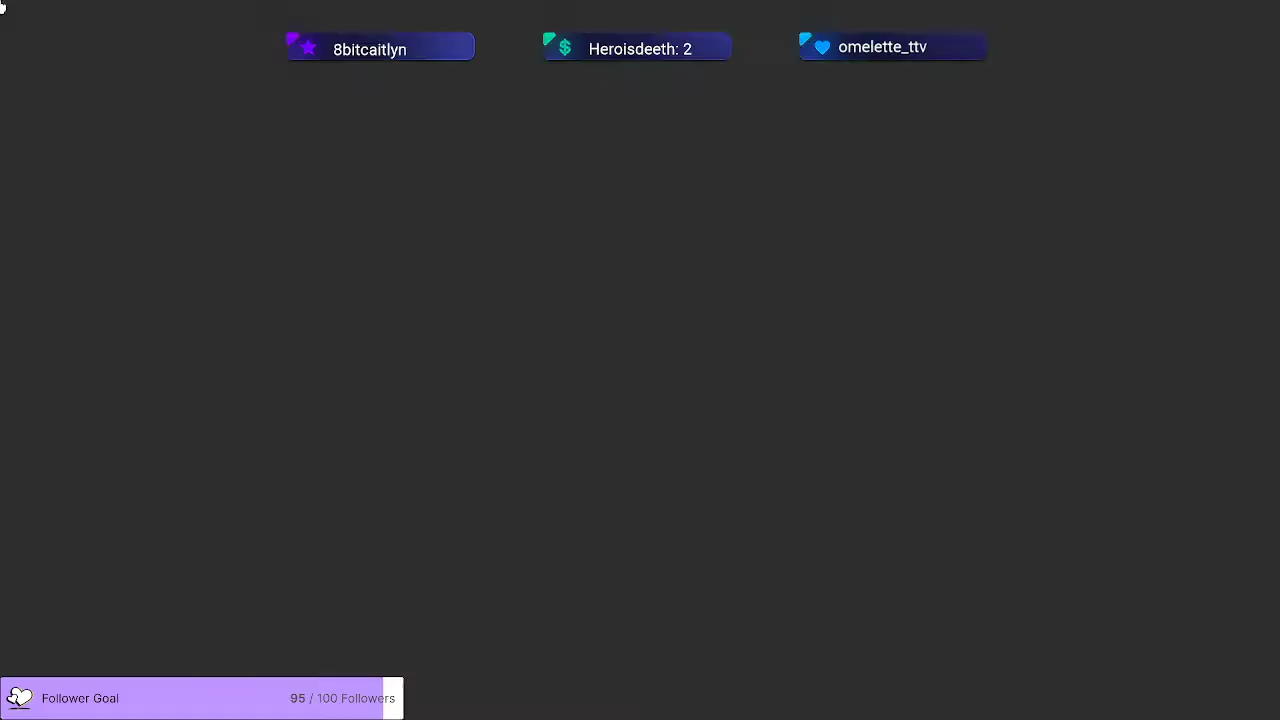 8bitcaitlyn
Heroisdeeth: 2
omelette_ttv
Follower Goal
95 / 100 Followers